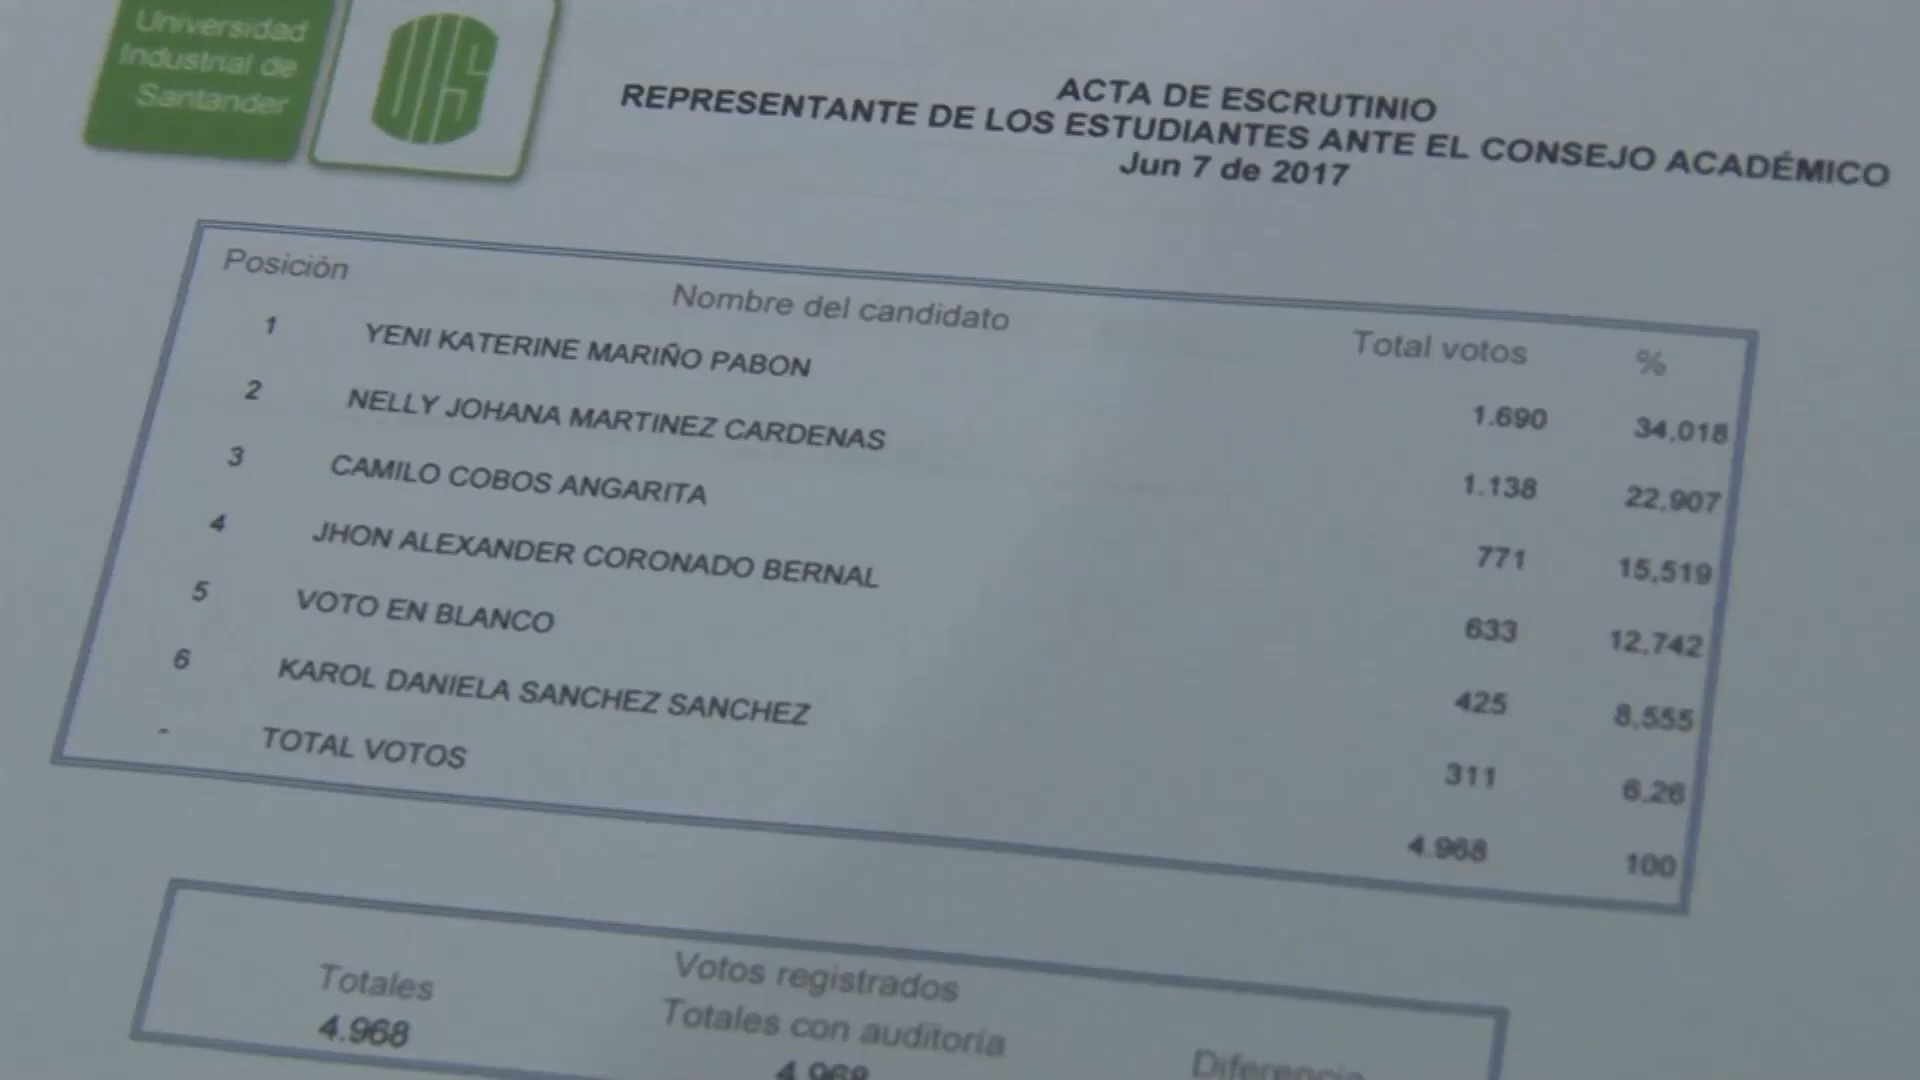 Universidad
Industrial de
Santander
UIS
ACTA DE ESCRUTINIO
REPRESENTANTE DE LOS ESTUDIANTES ANTE EL CONSEJO ACADÉMICO
Jun 7 de 2017
Posición Nombre del candidato Total votos %
1 YENI KATERINE MARIÑO PABON 1.690 34,018
2 NELLY JOHANA MARTINEZ CARDENAS 1.138 22,907
3 CAMILO COBOS ANGARITA 771 15,519
4 JHON ALEXANDER CORONADO BERNAL 633 12,742
5 VOTO EN BLANCO 425 8,555
6 KAROL DANIELA SANCHEZ SANCHEZ 311 6,26
- TOTAL VOTOS 4.968 100
Votos registrados
Totales Totales con auditoría Diferencia
4.968 4.968